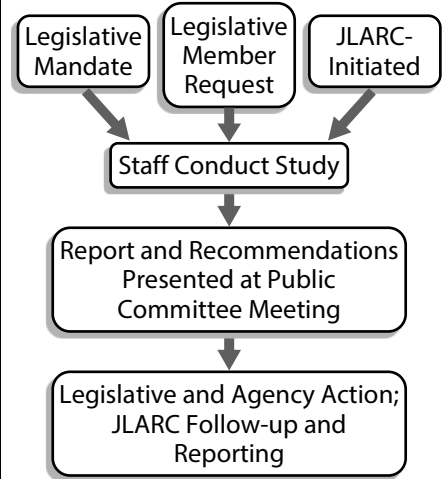 Legislative
Mandate
Legislative
Member
Request
JLARC-
Initiated
Staff Conduct Study
Report and Recommendations
Presented at Public
Committee Meeting
Legislative and Agency Action;
JLARC Follow-up and
Reporting